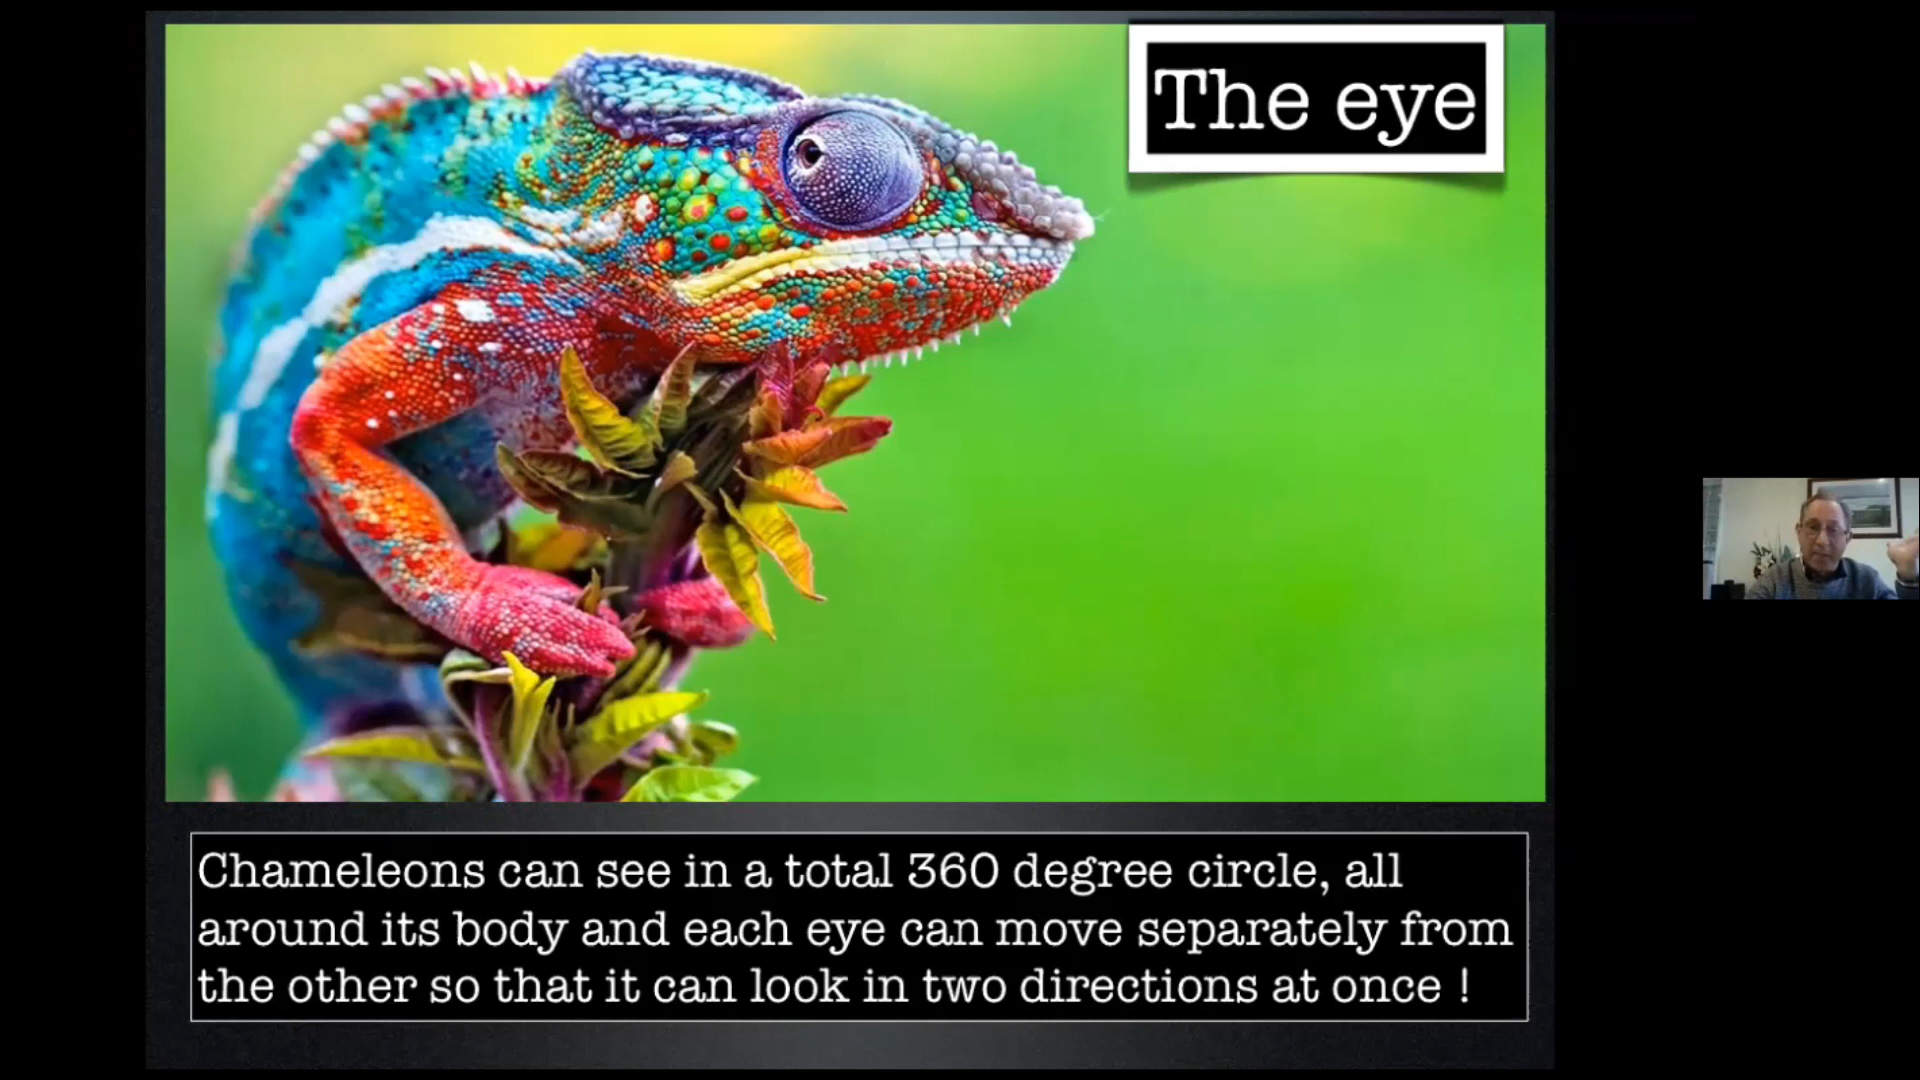 The eye
Chameleons can see in a total 360 degree circle, all
around its body and each eye can move separately from
the other so that it can look in two directions at once !